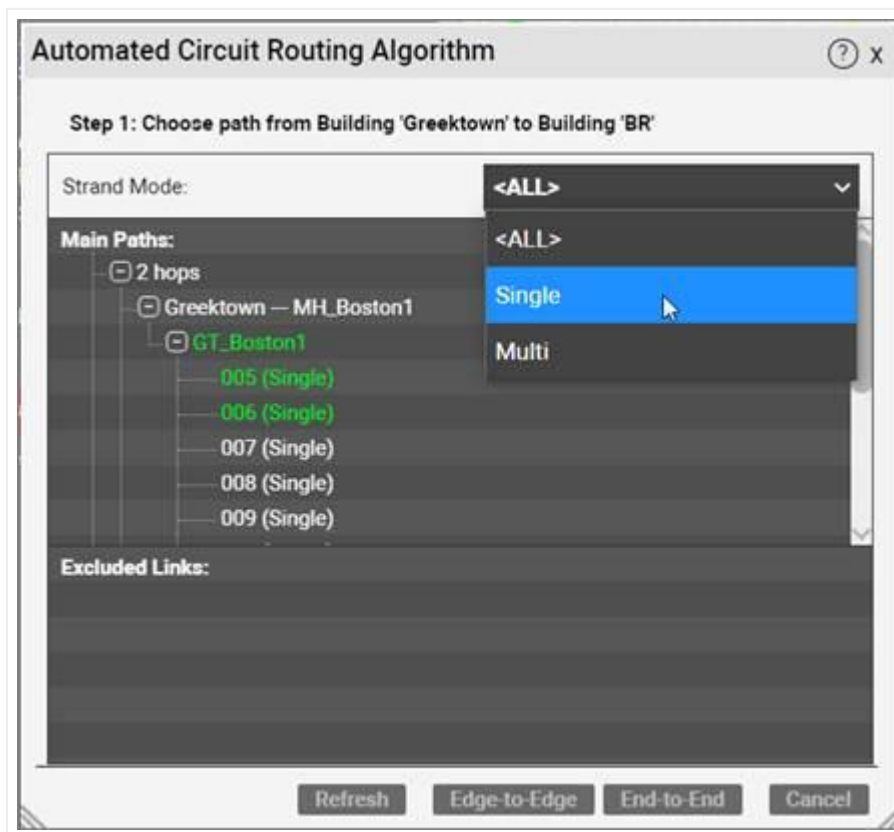 Automated Circuit Routing Algorithm ? x
Step 1: Choose path from Building 'Greektown' to Building 'BR'
Strand Mode: <ALL>
<ALL>
Single
Multi
Main Paths:
2 hops
Greektown — MH_Boston1
GT_Boston1
005 (Single)
006 (Single)
007 (Single)
008 (Single)
009 (Single)
Excluded Links:
Refresh Edge-to-Edge End-to-End Cancel